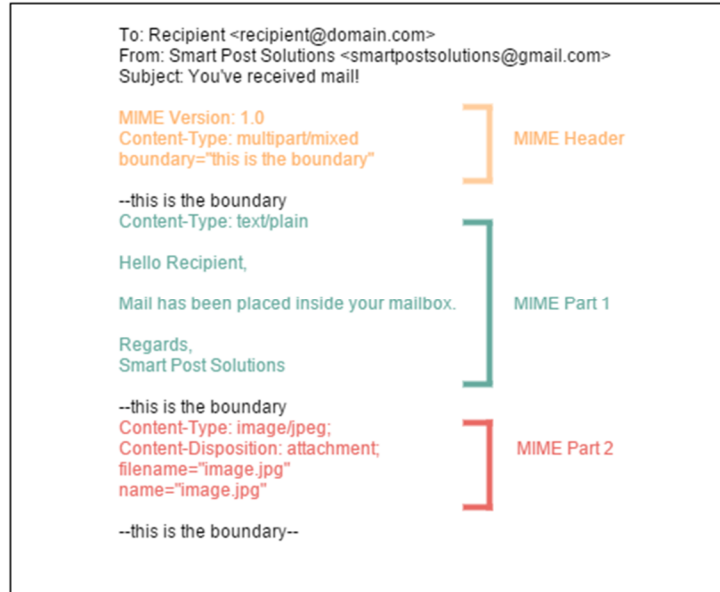 To: Recipient <recipient@domain.com>
From: Smart Post Solutions <smartpostsolutions@gmail.com>
Subject: You've received mail!
MIME Version: 1.0
Content-Type: multipart/mixed
boundary="this is the boundary"
MIME Header
--this is the boundary
Content-Type: text/plain
Hello Recipient,
Mail has been placed inside your mailbox.
MIME Part 1
Regards,
Smart Post Solutions
--this is the boundary
Content-Type: image/jpeg;
Content-Disposition: attachment;
filename="image.jpg"
name="image.jpg"
MIME Part 2
--this is the boundary--